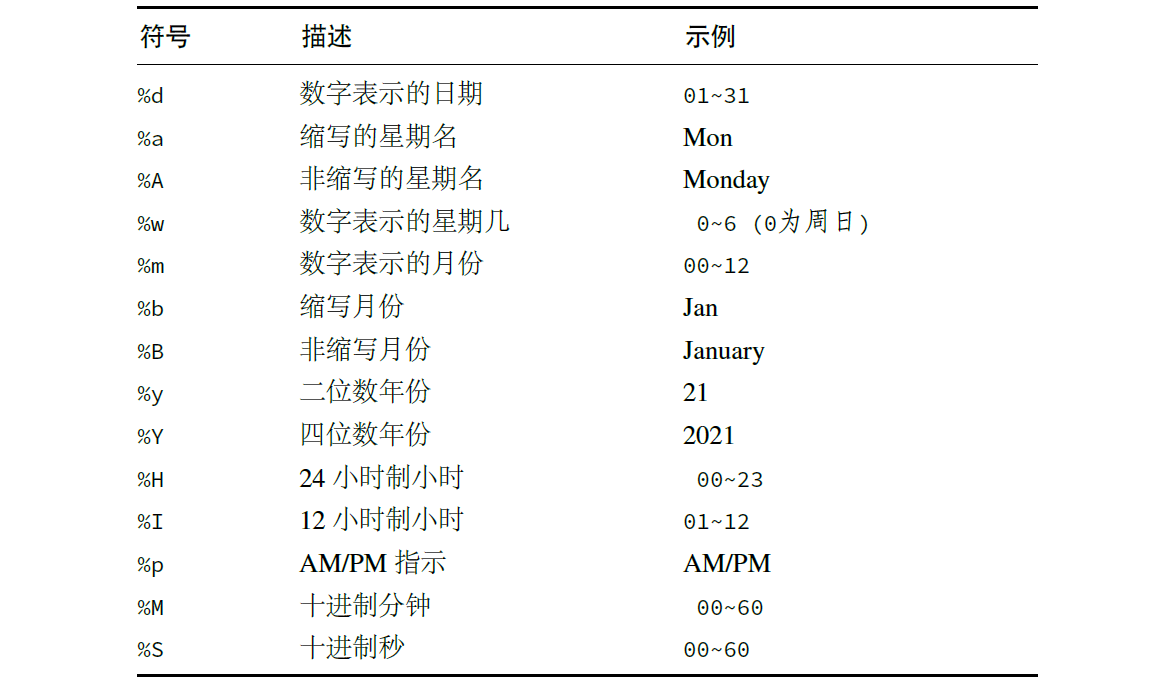 符号 描述 示例
%d 数字表示的日期 01~31
%a 缩写的星期名 Mon
%A 非缩写的星期名 Monday
%w 数字表示的星期几 0~6 (0为周日)
%m 数字表示的月份 00~12
%b 缩写月份 Jan
%B 非缩写月份 January
%y 二位数年份 21
%Y 四位数年份 2021
%H 24 小时制小时 00~23
%I 12 小时制小时 01~12
%p AM/PM 指示 AM/PM
%M 十进制分钟 00~60
%S 十进制秒 00~60